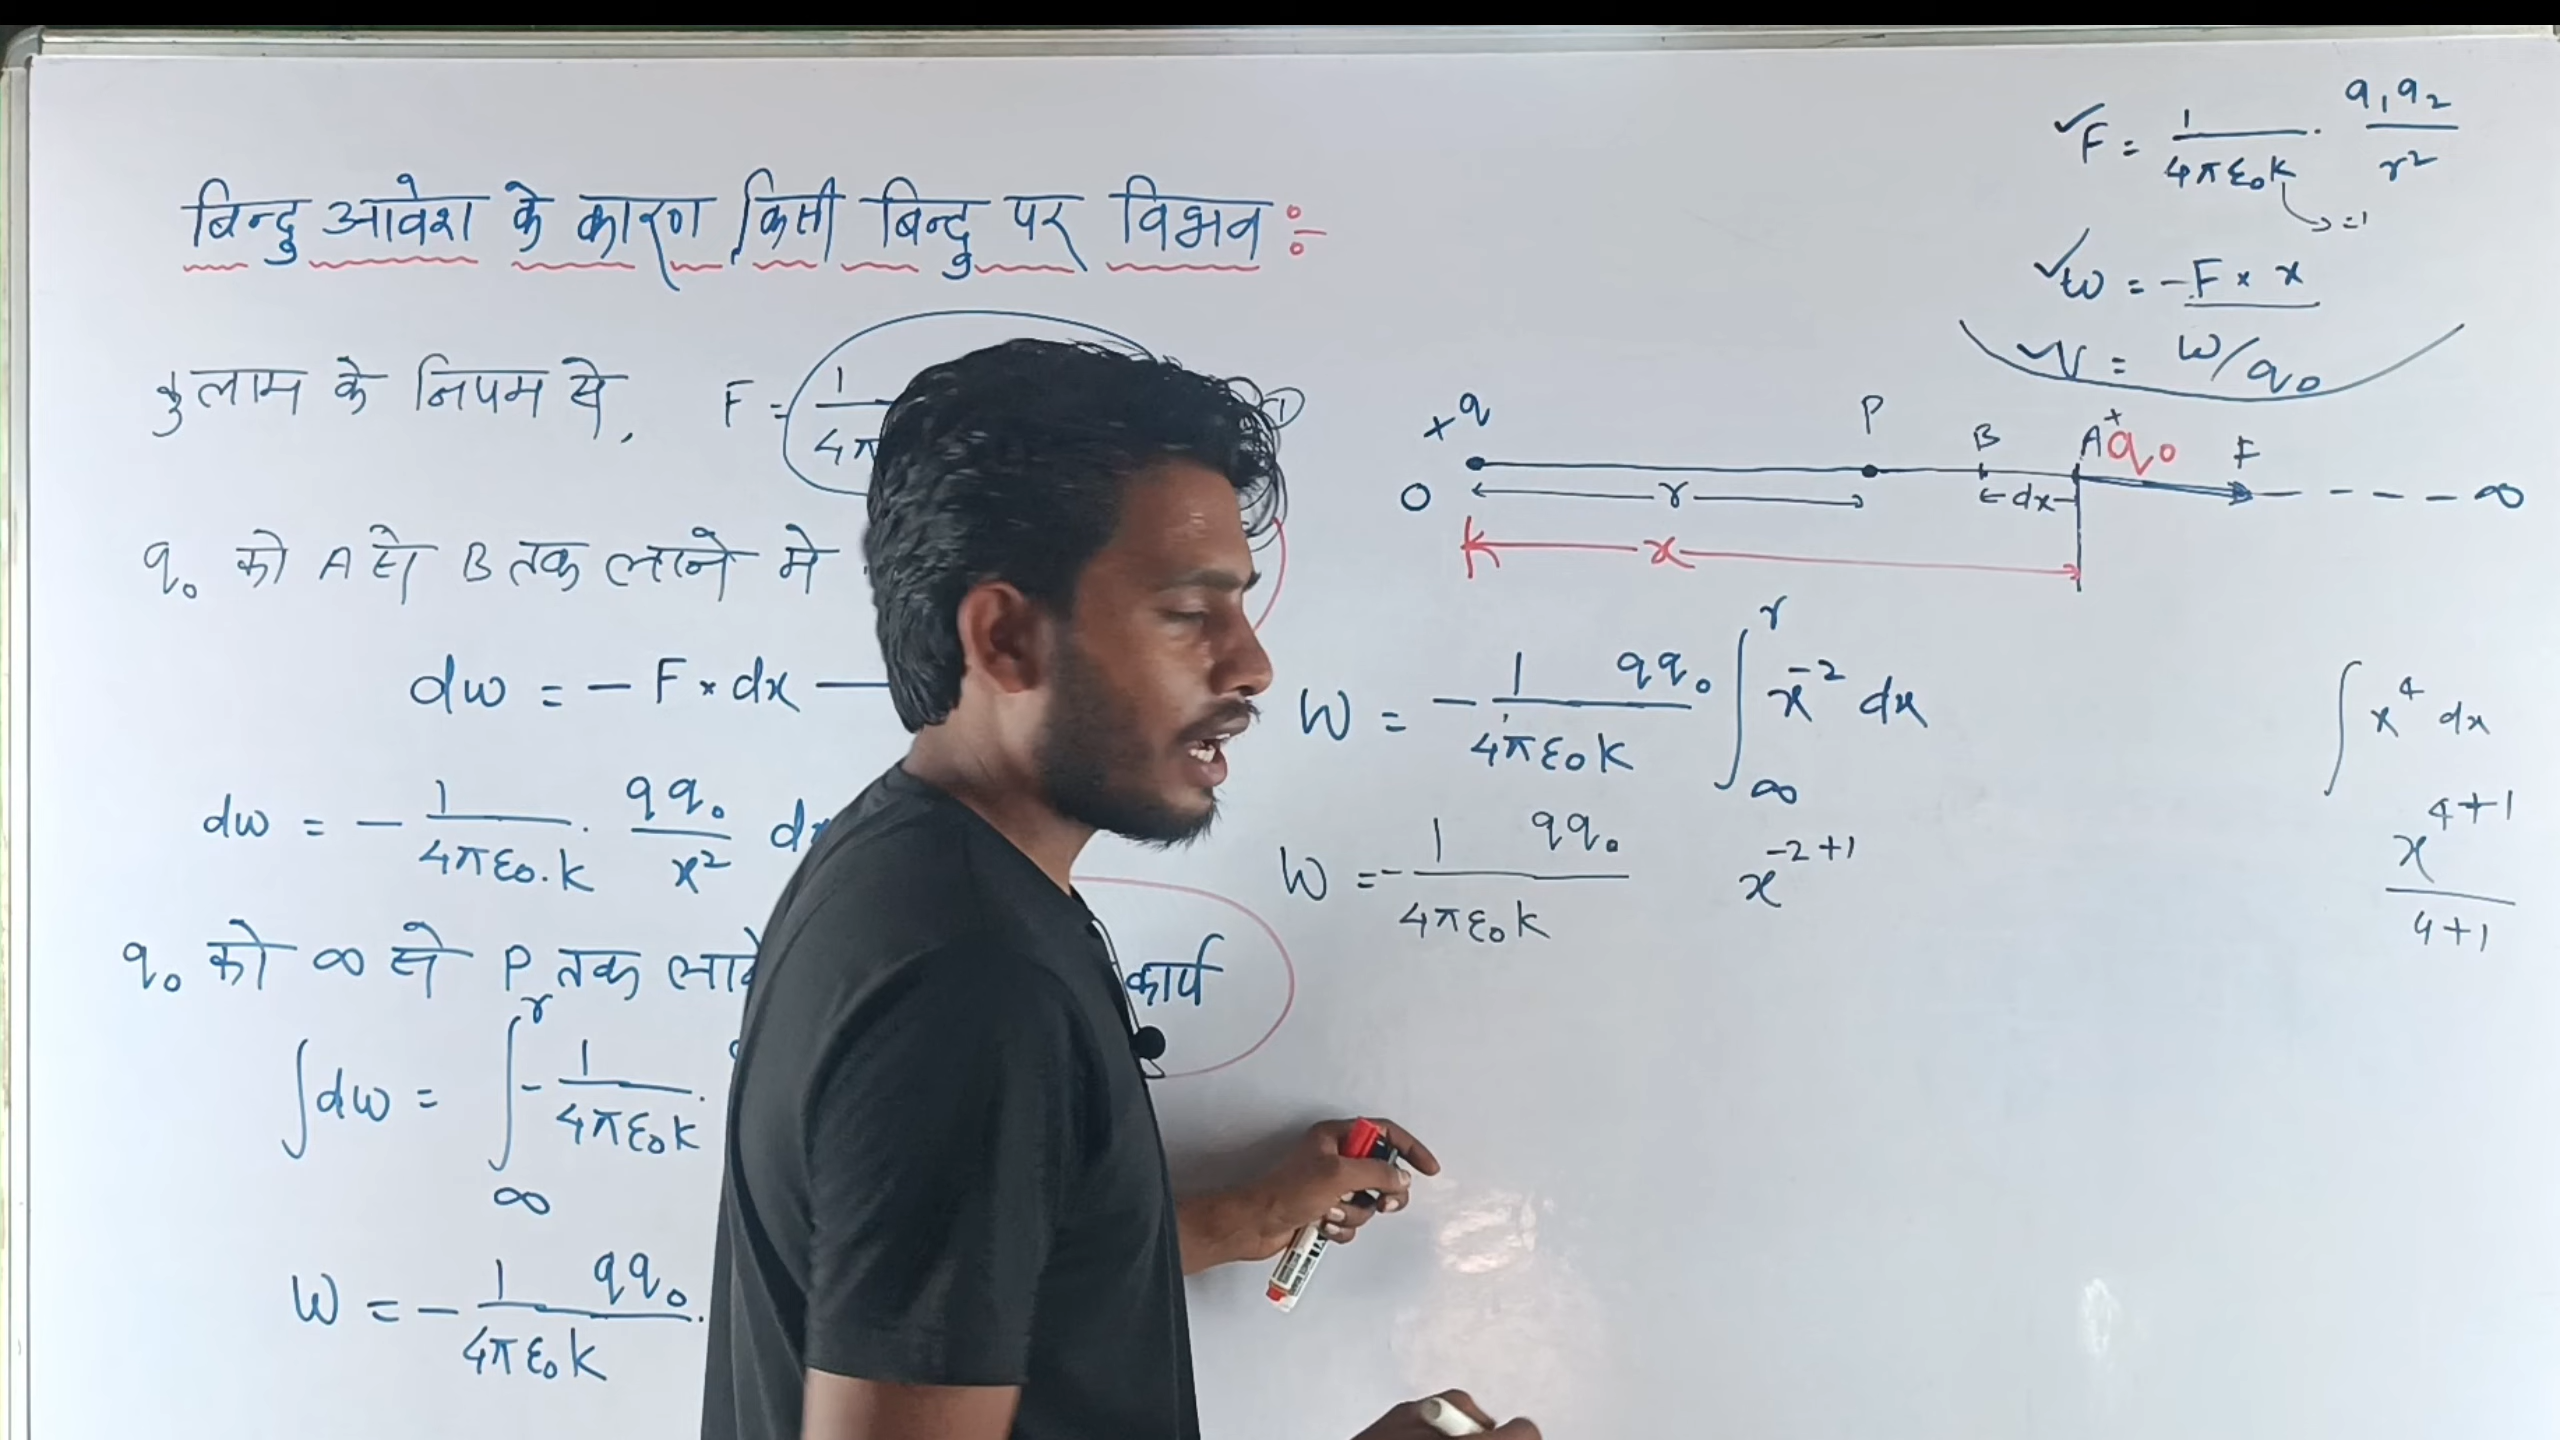 बिन्दु आवेश के कारण किसी बिन्दु पर विभव :-
कुलाम के नियम से, F = 1/4π
①
q₀ को A से B तक लाने मे
dw = - F × dx —
dw = - 1/4πε₀.k . qq₀/x² dx
q₀ को ∞ से P तक लाने
कार्य
∫dw = ∫_∞^r - 1/4πε₀k .
W = - 1 qq₀/4πε₀k .
✓F = 1/4πε₀k . q₁q₂/r²
→ =1
✓w = -F × x
✓V = w/q₀
+q P B A +q₀ F
O r ←dx ∞
x
W = - 1 qq₀/4πε₀k ∫_∞^r x⁻² dx
W = - 1 qq₀/4πε₀k x⁻²⁺¹
∫ x⁴ dx
x⁴⁺¹/4+1